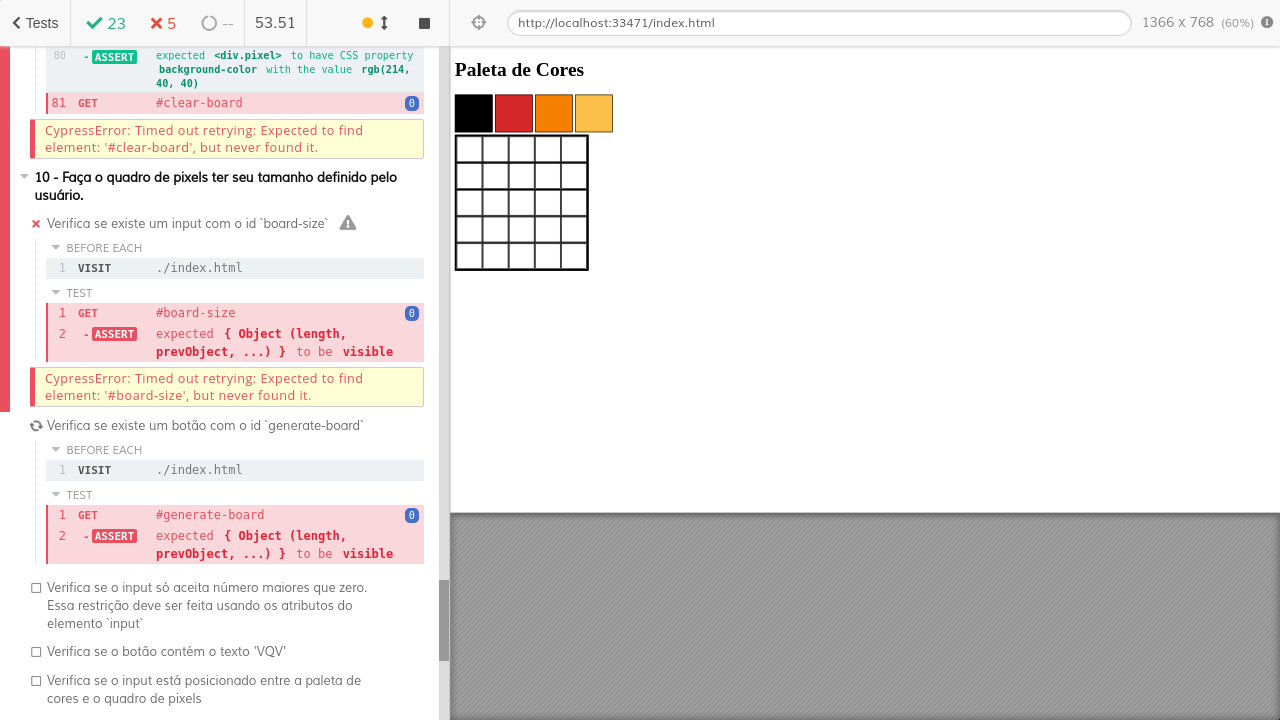 Tests 23 5 -- 53.51 http://localhost:33471/index.html 1366 x 768 (60%)
80 - ASSERT expected <div.pixel> to have CSS property
background-color with the value rgb(214,
40, 40)
81 GET #clear-board 0
CypressError: Timed out retrying: Expected to find
element: '#clear-board', but never found it.
10 - Faça o quadro de pixels ter seu tamanho definido pelo
usuário.
Verifica se existe um input com o id `board-size`
BEFORE EACH
1 VISIT ./index.html
TEST
1 GET #board-size 0
2 - ASSERT expected { Object (length,
prevObject, ...) } to be visible
CypressError: Timed out retrying: Expected to find
element: '#board-size', but never found it.
Verifica se existe um botão com o id `generate-board`
BEFORE EACH
1 VISIT ./index.html
TEST
1 GET #generate-board 0
2 - ASSERT expected { Object (length,
prevObject, ...) } to be visible
Verifica se o input só aceita número maiores que zero.
Essa restrição deve ser feita usando os atributos do
elemento `input`
Verifica se o botão contém o texto 'VQV'
Verifica se o input está posicionado entre a paleta de
cores e o quadro de pixels
Paleta de Cores